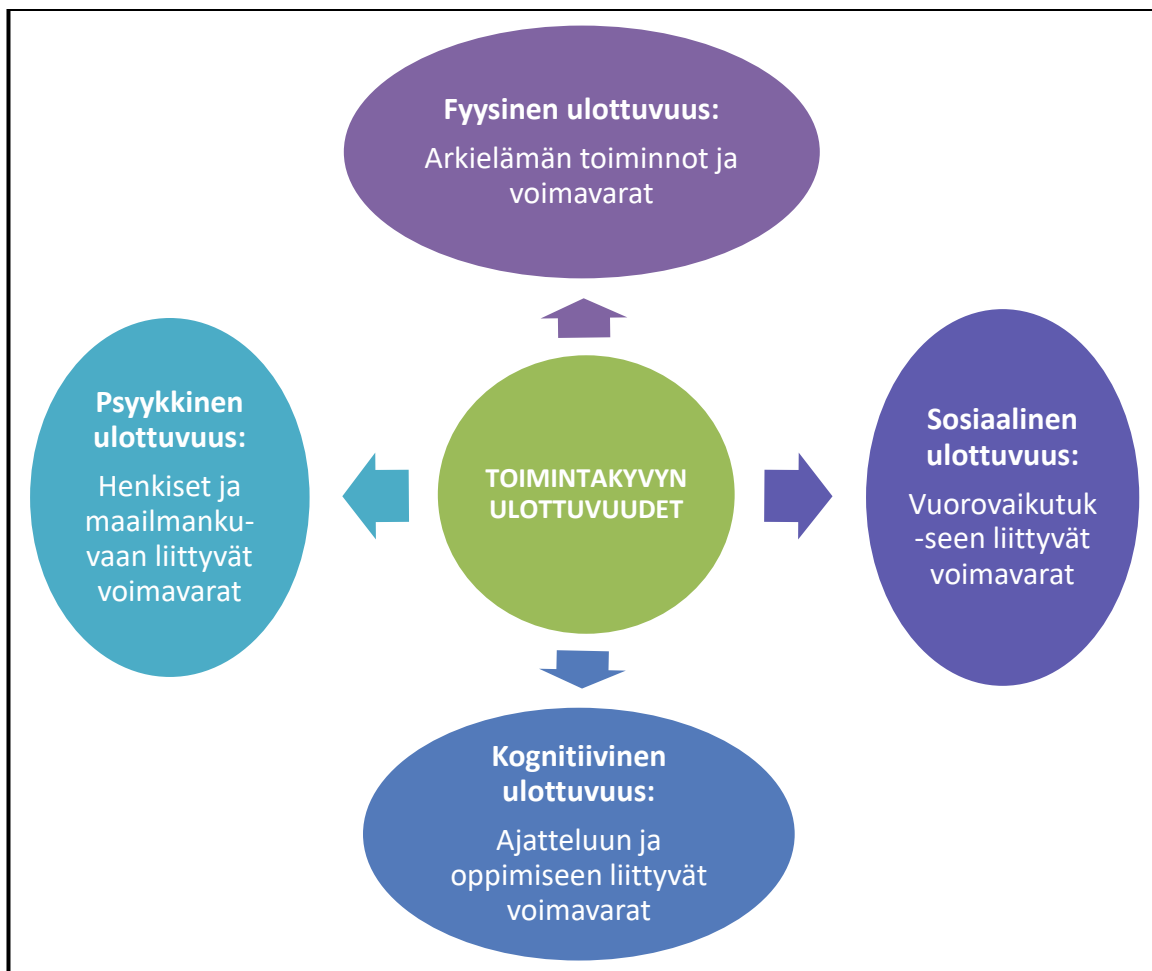 Fyysinen ulottuvuus:
Arkielämän toiminnot ja
voimavarat
Psyykkinen
ulottuvuus:
Henkiset ja
maailmanku-
vaan liittyvät
voimavarat
TOIMINTAKYVYN
ULOTTUVUUDET
Sosiaalinen
ulottuvuus:
Vuorovaikutuk
-seen liittyvät
voimavarat
Kognitiivinen
ulottuvuus:
Ajatteluun ja
oppimiseen liittyvät
voimavarat